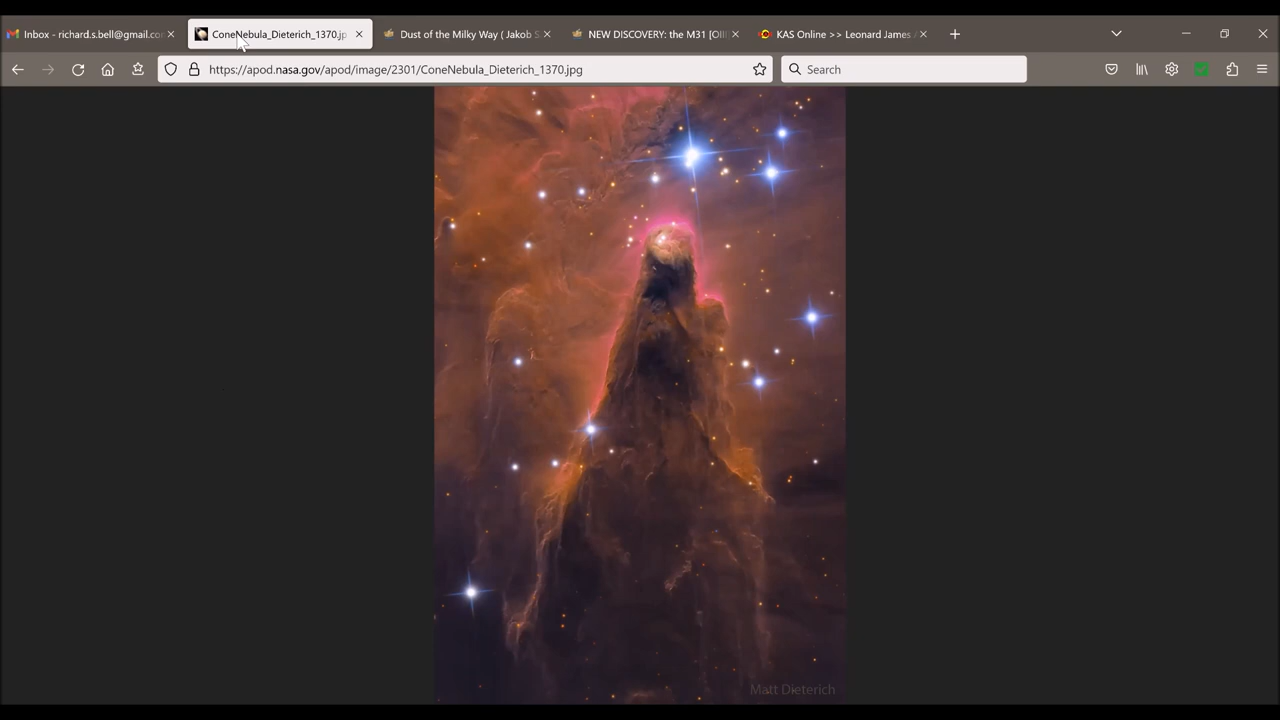 Inbox - richard.s.bell@gmail.co
ConeNebula_Dieterich_1370.jp
Dust of the Milky Way ( Jakob S
NEW DISCOVERY: the M31 [OIII
KAS Online >> Leonard James A
https://apod.nasa.gov/apod/image/2301/ConeNebula_Dieterich_1370.jpg
Search
Matt Dieterich